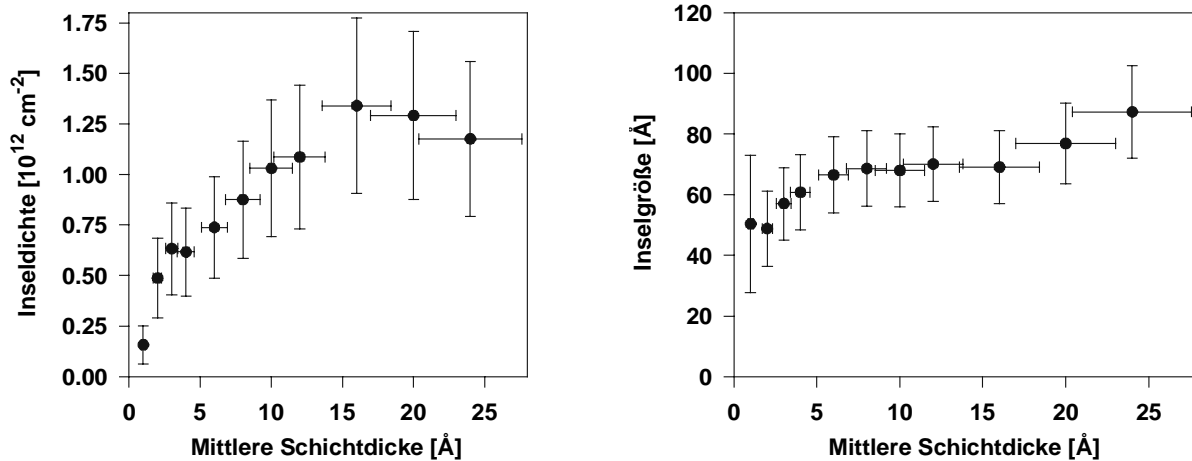 1.75
1.50
1.25
1.00
0.75
0.50
0.25
0.00
Inseldichte [10¹² cm⁻²]
0 5 10 15 20 25
Mittlere Schichtdicke [Å]
120
100
80
60
40
20
0
Inselgröße [Å]
0 5 10 15 20 25
Mittlere Schichtdicke [Å]